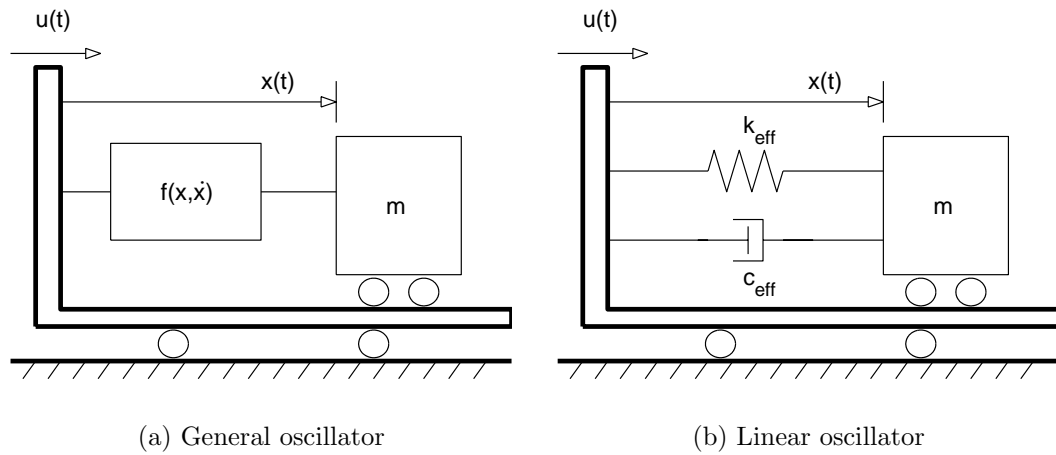 u(t)
x(t)
f(x,ẋ)
m
(a) General oscillator
u(t)
x(t)
k_eff
m
c_eff
(b) Linear oscillator